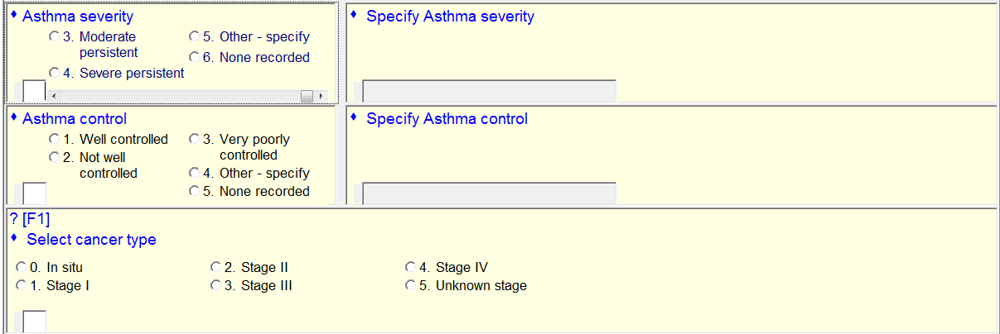 ♦ Asthma severity
3. Moderate
persistent
4. Severe persistent
5. Other - specify
6. None recorded
♦ Specify Asthma severity
♦ Asthma control
1. Well controlled
2. Not well
controlled
3. Very poorly
controlled
4. Other - specify
5. None recorded
♦ Specify Asthma control
? [F1]
♦ Select cancer type
0. In situ
1. Stage I
2. Stage II
3. Stage III
4. Stage IV
5. Unknown stage